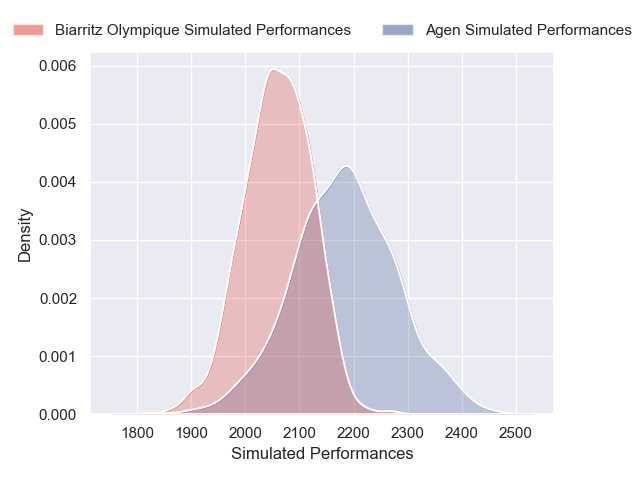 Biarritz Olympique Simulated Performances Agen Simulated Performances
0.006
0.005
0.004
0.003
0.002
0.001
0.000
Density
1800 1900 2000 2100 2200 2300 2400 2500
Simulated Performances